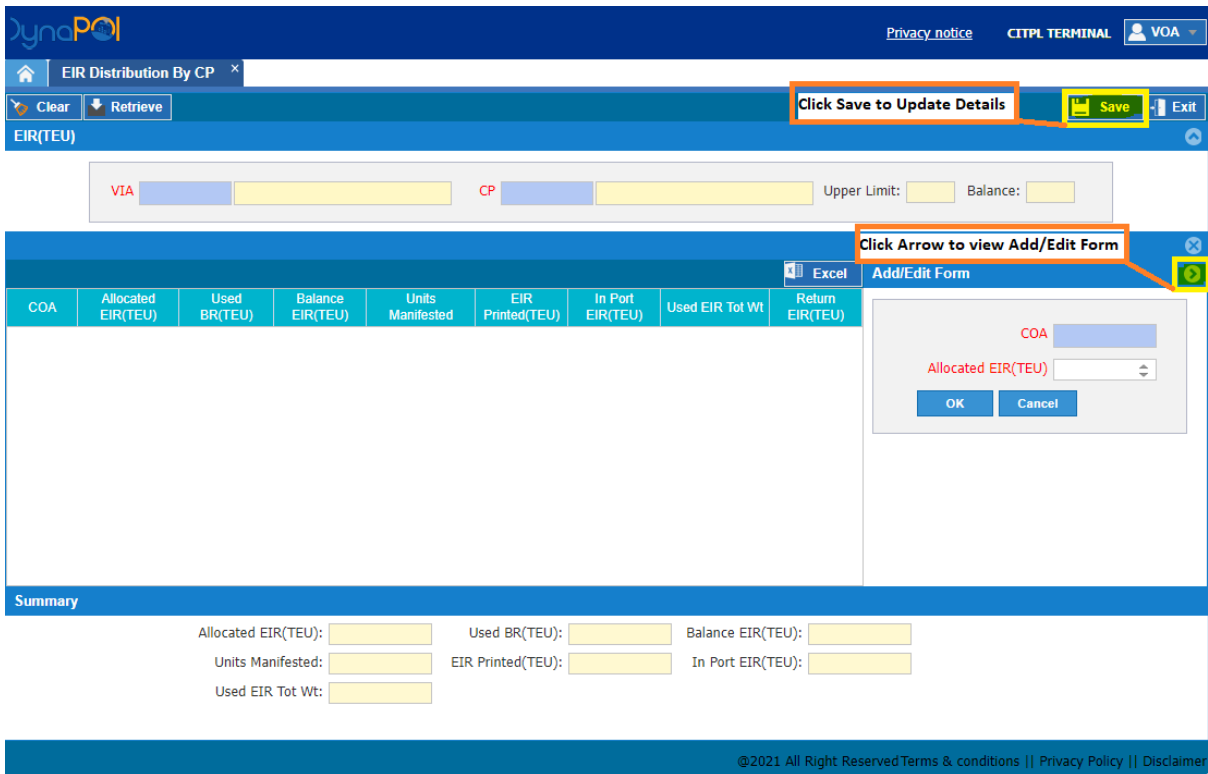 DynaPOI
Privacy notice CITPL TERMINAL VOA
EIR Distribution By CP ×
Clear Retrieve Click Save to Update Details Save Exit
EIR(TEU)
VIA CP Upper Limit: Balance:
Click Arrow to view Add/Edit Form
Excel Add/Edit Form
COA Allocated EIR(TEU) Used BR(TEU) Balance EIR(TEU) Units Manifested EIR Printed(TEU) In Port EIR(TEU) Used EIR Tot Wt Return EIR(TEU)
COA
Allocated EIR(TEU)
OK Cancel
Summary
Allocated EIR(TEU): Used BR(TEU): Balance EIR(TEU):
Units Manifested: EIR Printed(TEU): In Port EIR(TEU):
Used EIR Tot Wt:
@2021 All Right Reserved Terms & conditions || Privacy Policy || Disclaimer